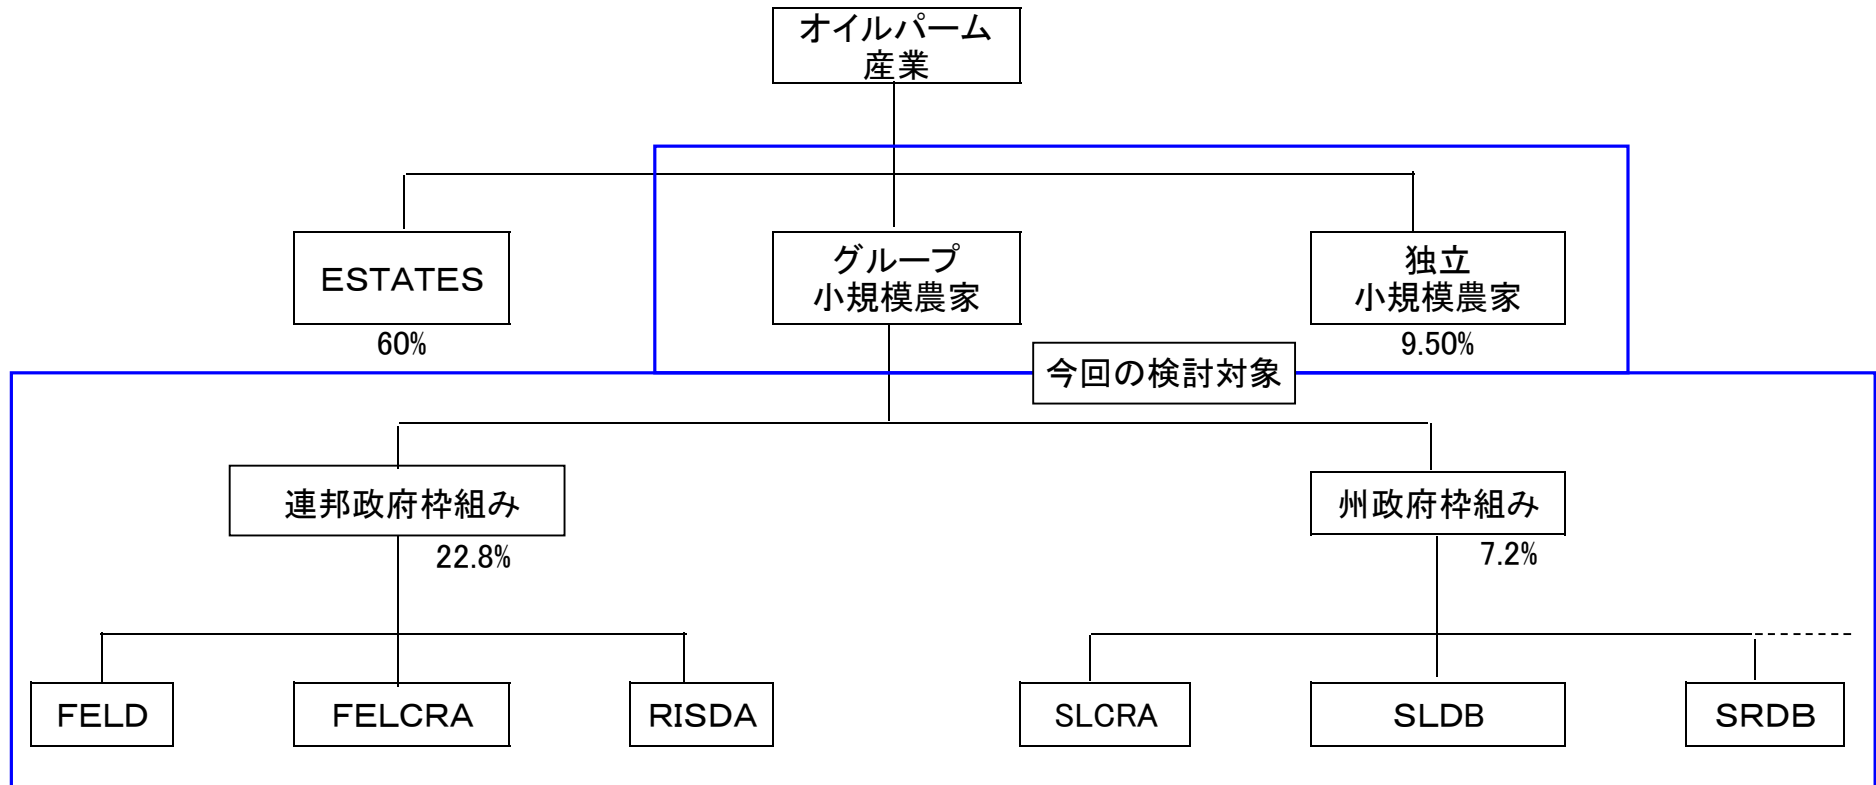 オイルパーム
産業
ESTATES
60%
グループ
小規模農家
独立
小規模農家
9.50%
今回の検討対象
連邦政府枠組み
22.8%
州政府枠組み
7.2%
FELD
FELCRA
RISDA
SLCRA
SLDB
SRDB